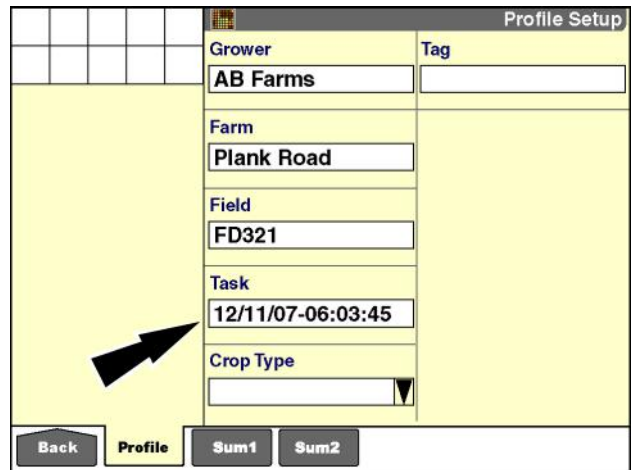 Profile Setup
Grower
AB Farms
Tag
Farm
Plank Road
Field
FD321
Task
12/11/07-06:03:45
Crop Type
Back
Profile
Sum1
Sum2